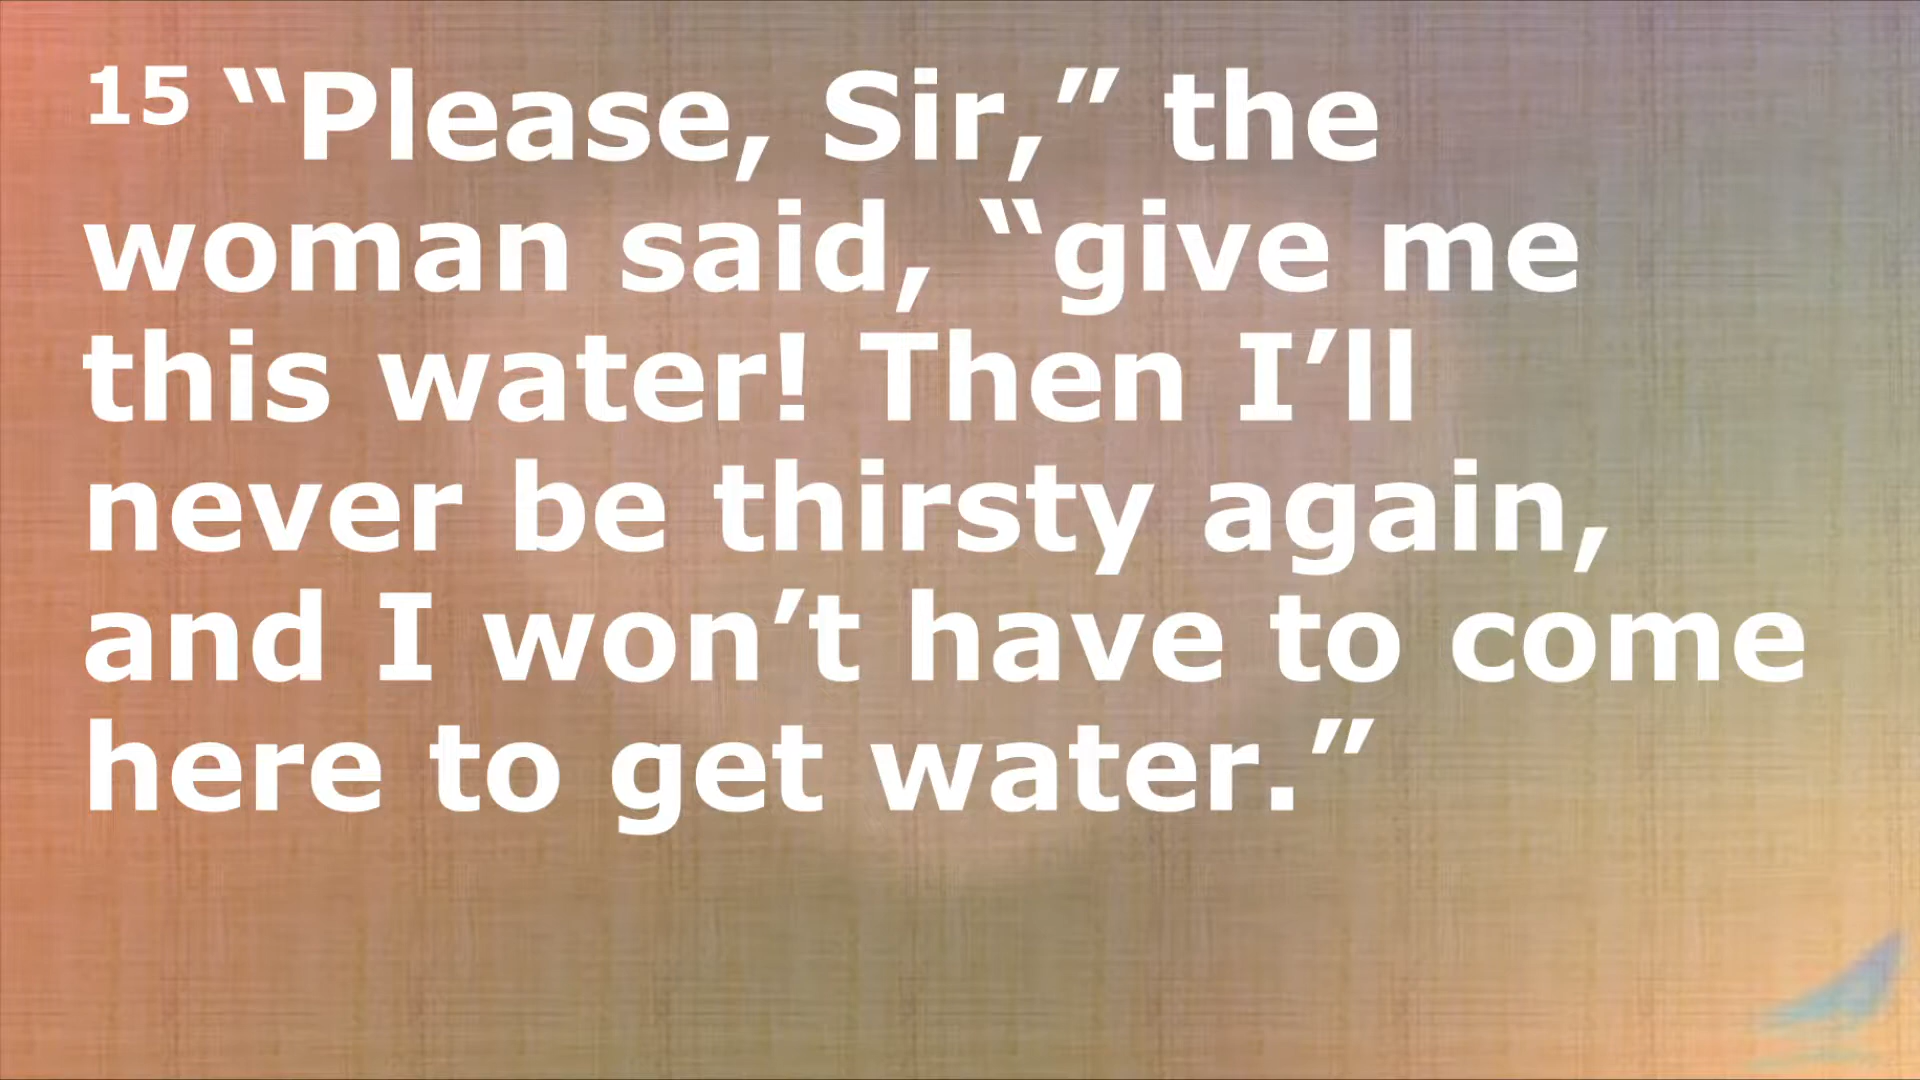 15 “Please, Sir,” the
woman said, “give me
this water! Then I’ll
never be thirsty again,
and I won’t have to come
here to get water.”